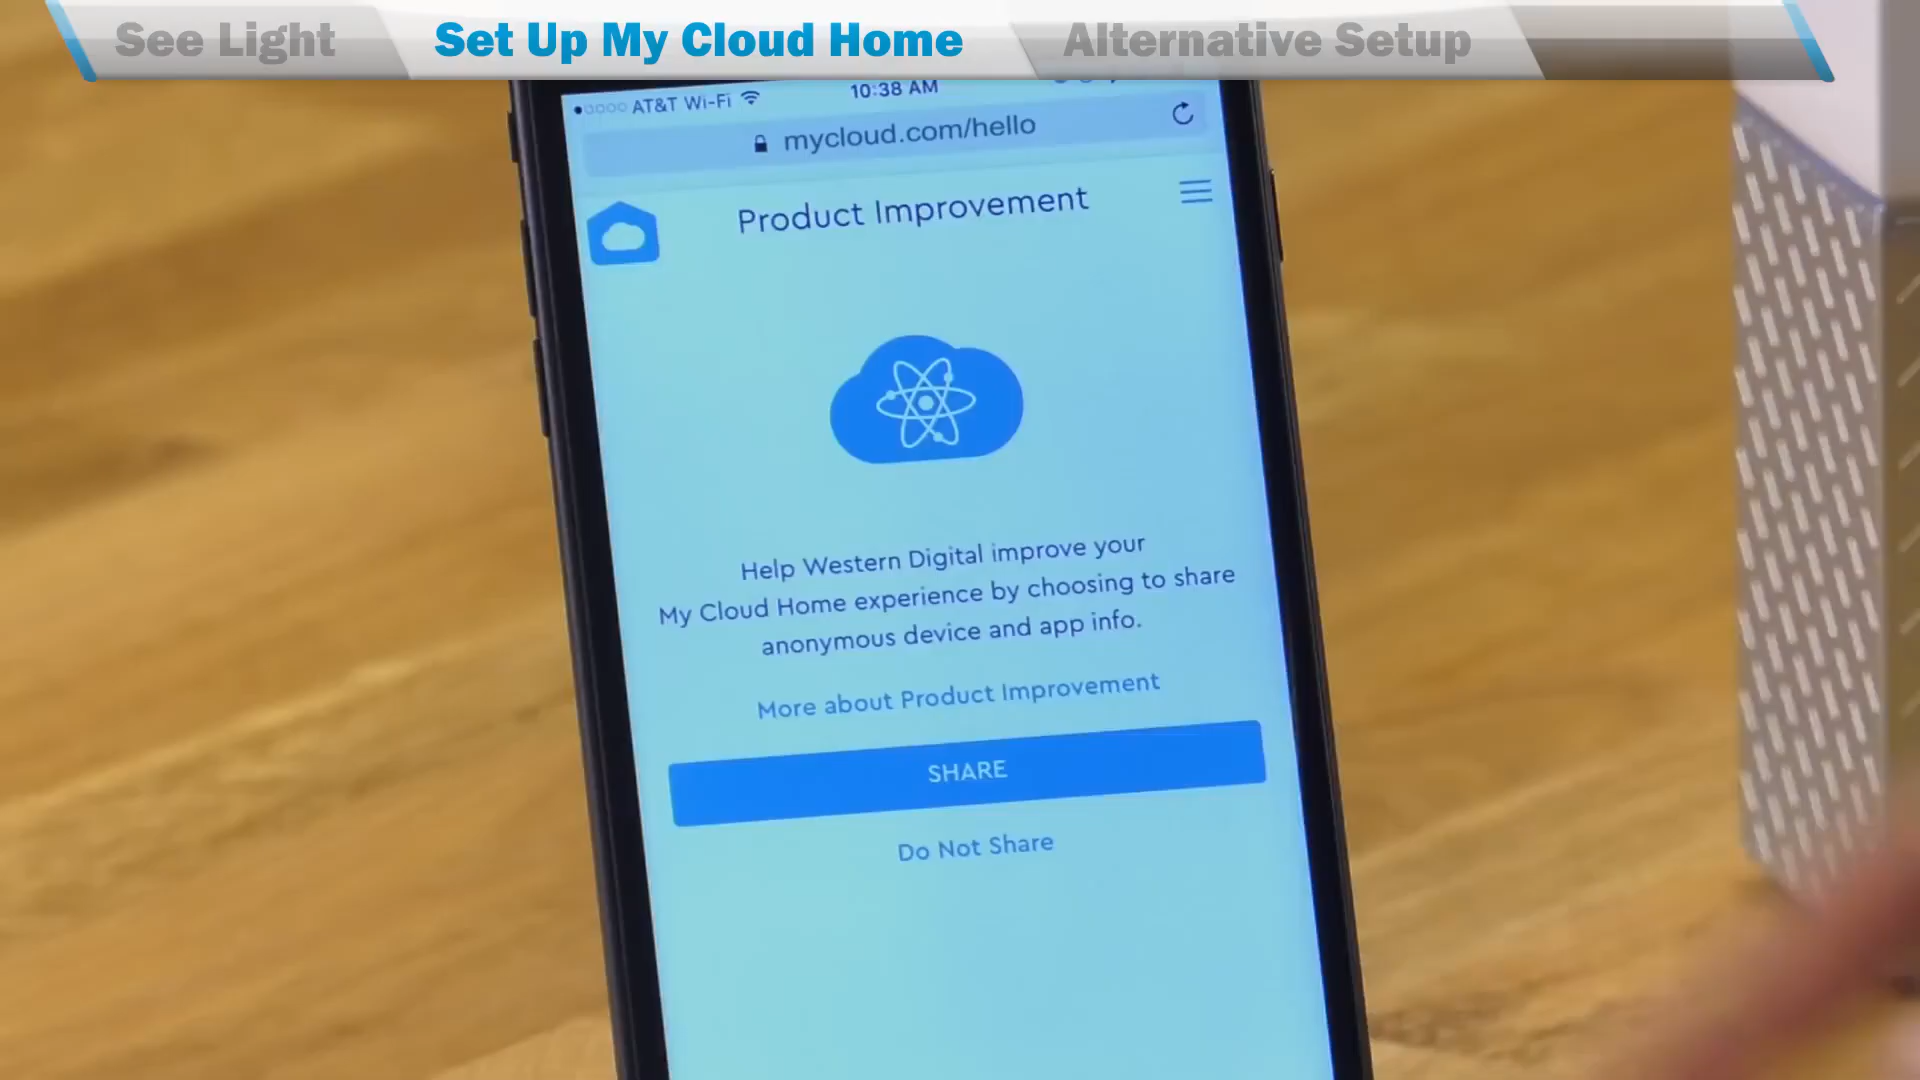 See Light
Set Up My Cloud Home
Alternative Setup
AT&T Wi-Fi
10:38 AM
mycloud.com/hello
Product Improvement
Help Western Digital improve your
My Cloud Home experience by choosing to share
anonymous device and app info.
More about Product Improvement
SHARE
Do Not Share